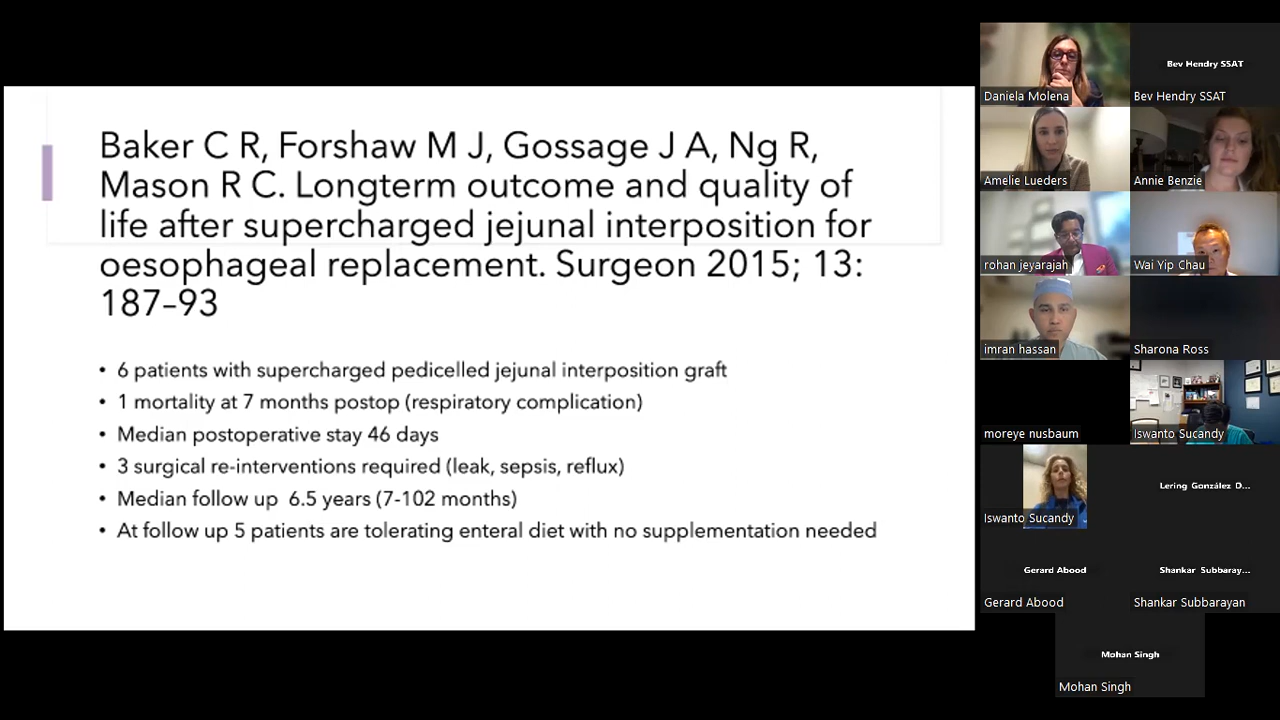 Baker C R, Forshaw M J, Gossage J A, Ng R,
Mason R C. Longterm outcome and quality of
life after supercharged jejunal interposition for
oesophageal replacement. Surgeon 2015; 13:
187–93
• 6 patients with supercharged pedicelled jejunal interposition graft
• 1 mortality at 7 months postop (respiratory complication)
• Median postoperative stay 46 days
• 3 surgical re-interventions required (leak, sepsis, reflux)
• Median follow up 6.5 years (7-102 months)
• At follow up 5 patients are tolerating enteral diet with no supplementation needed
Daniela Molena
Bev Hendry SSAT
Bev Hendry SSAT
Amelie Lueders
Annie Benzie
rohan jeyarajah
Wai Yip Chau
imran hassan
Sharona Ross
moreye nusbaum
Iswanto Sucandy
Iswanto Sucandy
Lering González D...
Gerard Abood
Gerard Abood
Shankar Subbaray...
Shankar Subbarayan
Mohan Singh
Mohan Singh